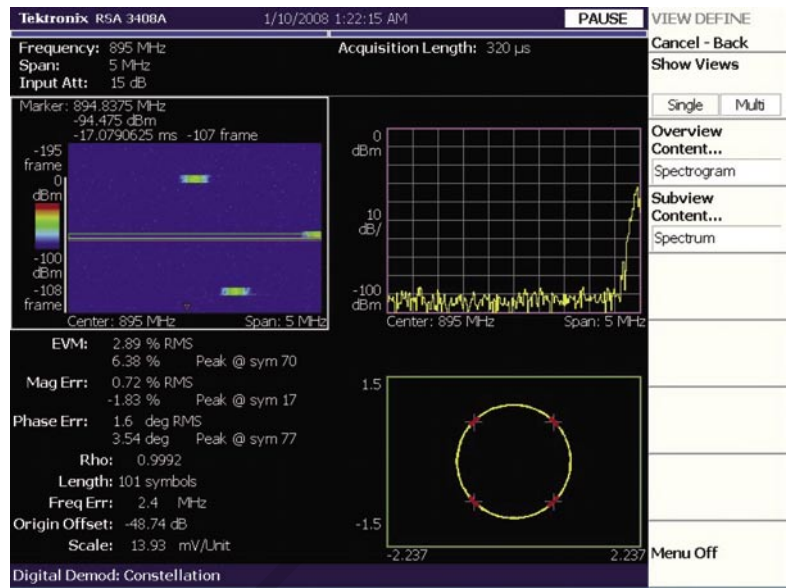 Tektronix RSA 3408A 1/10/2008 1:22:15 AM PAUSE VIEW DEFINE
Frequency: 895 MHz
Span: 5 MHz
Input Att: 15 dB
Acquisition Length: 320 µs
Cancel - Back
Show Views
Single Multi
Overview
Content...
Spectrogram
Subview
Content...
Spectrum
Menu Off
Marker: 894.8375 MHz
-94.475 dBm
-17.0790625 ms -107 frame
-195
frame
0
dBm
-100
dBm
-108
frame
Center: 895 MHz Span: 5 MHz
0
dBm
10
dB/
-100
dBm
Center: 895 MHz Span: 5 MHz
EVM: 2.89 % RMS
6.38 % Peak @ sym 70
Mag Err: 0.72 % RMS
-1.83 % Peak @ sym 17
Phase Err: 1.6 deg RMS
3.54 deg Peak @ sym 77
Rho: 0.9992
Length: 101 symbols
Freq Err: 2.4 MHz
Origin Offset: -48.74 dB
Scale: 13.93 mV/Unit
1.5
-1.5
-2.237 2.237
Digital Demod: Constellation